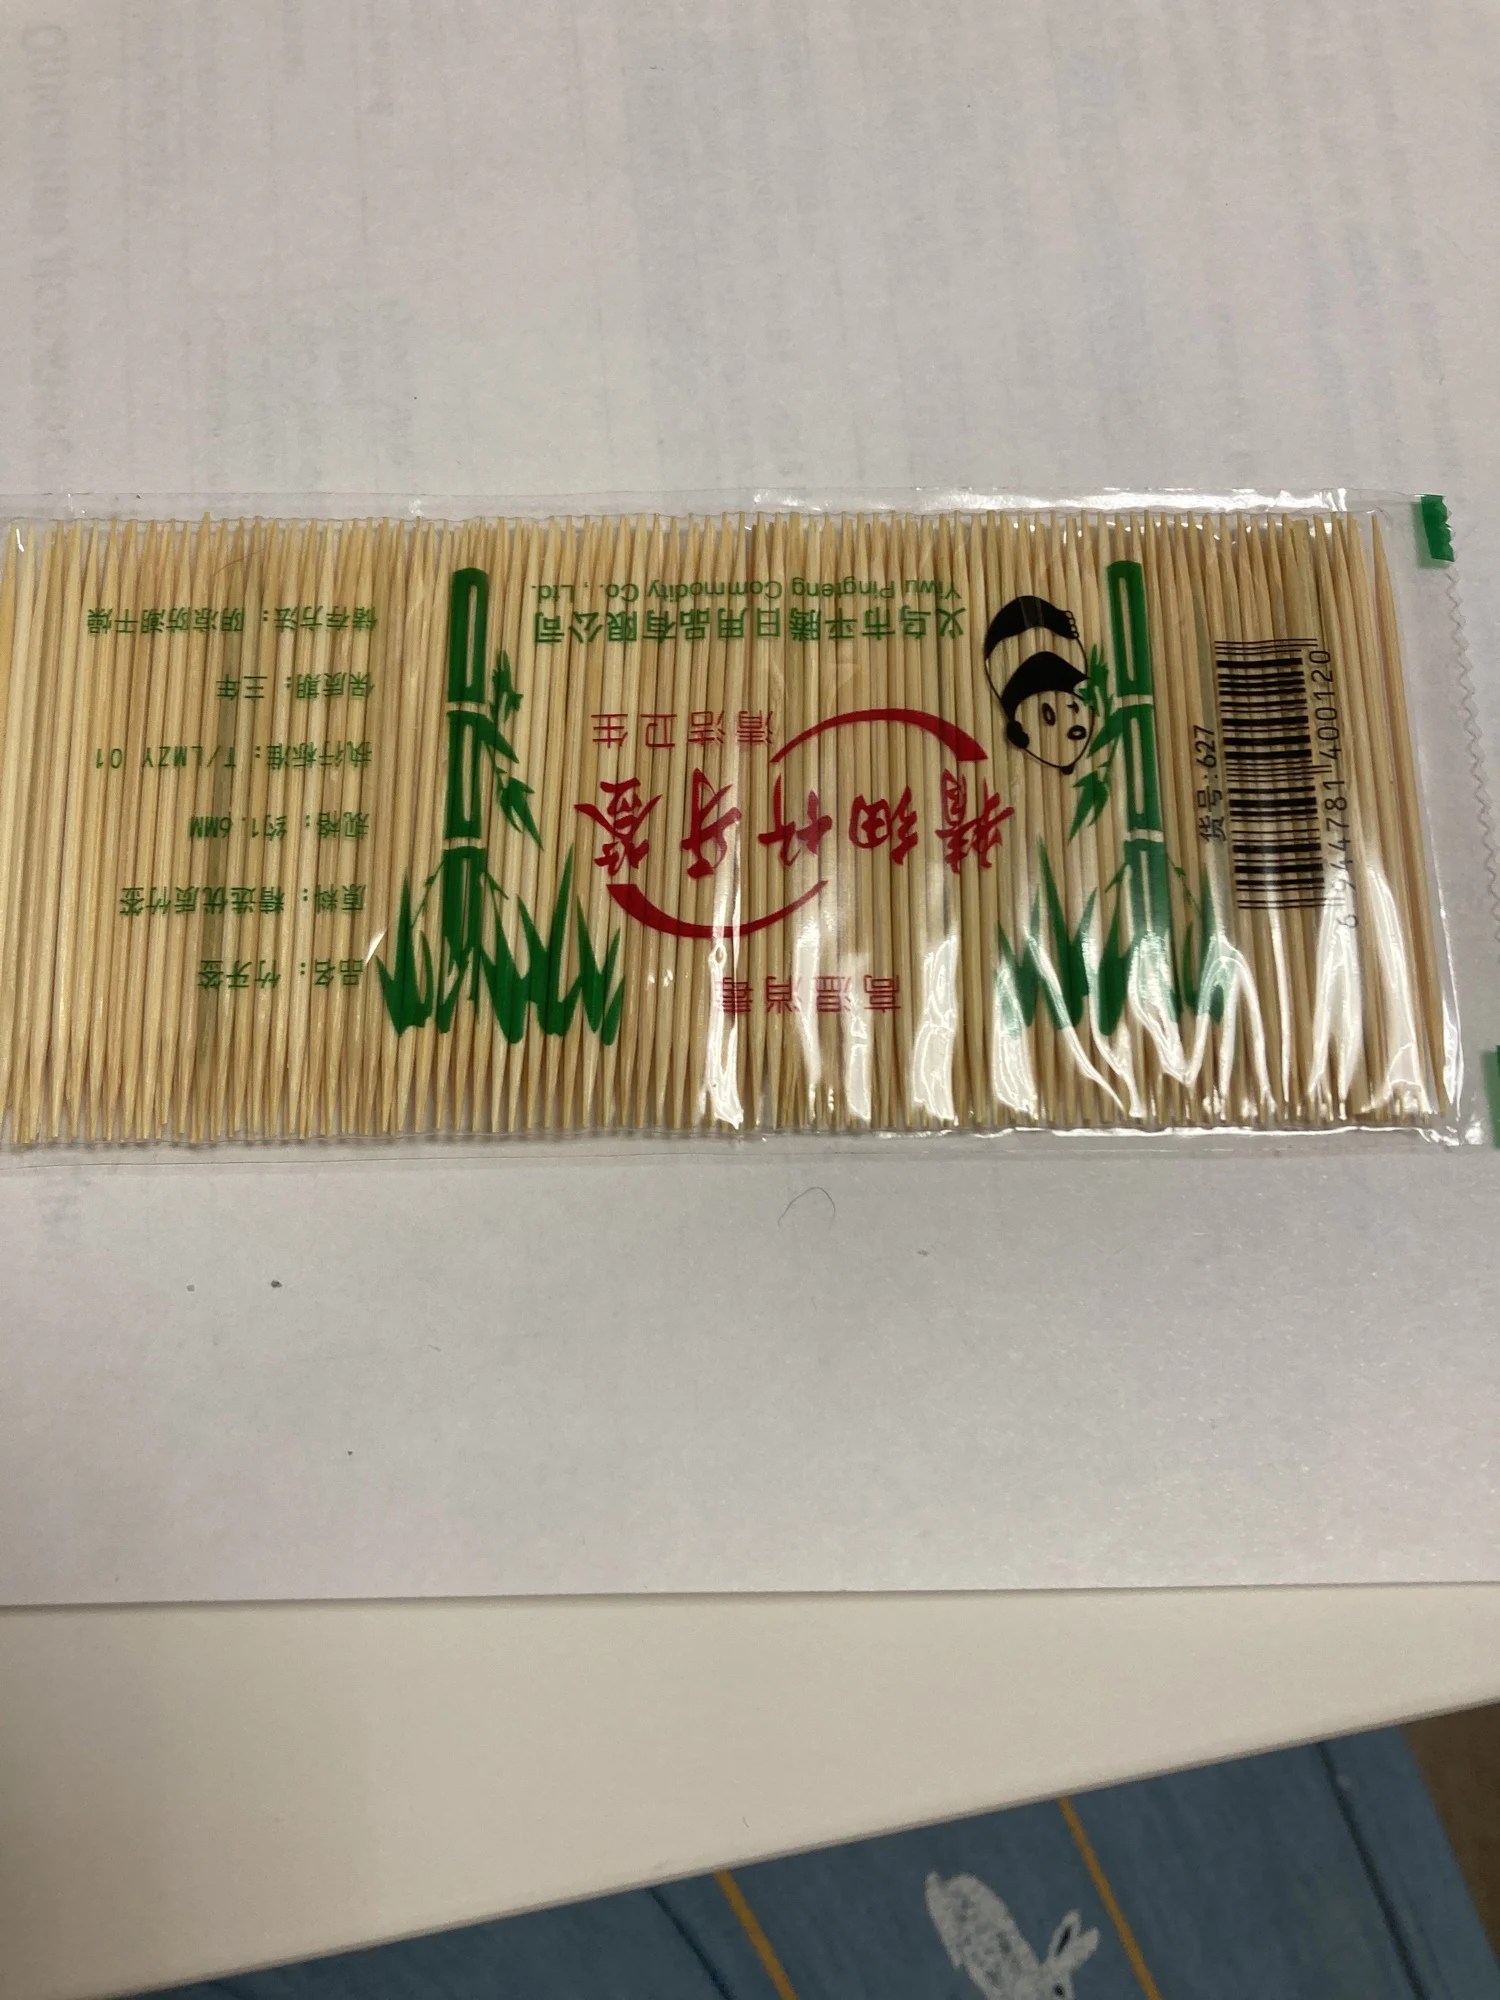 货号:627
6 944781 400120
高温消毒
精细竹牙签
清洁卫生
义乌市平腾日用品有限公司
Yiwu Pingteng Commodity Co., Ltd.
品名：竹牙签
原料：精选优质竹签
规格：约1.6MM
执行标准：T/LMZY 01
保质期：三年
储存方法：阴凉防潮干燥